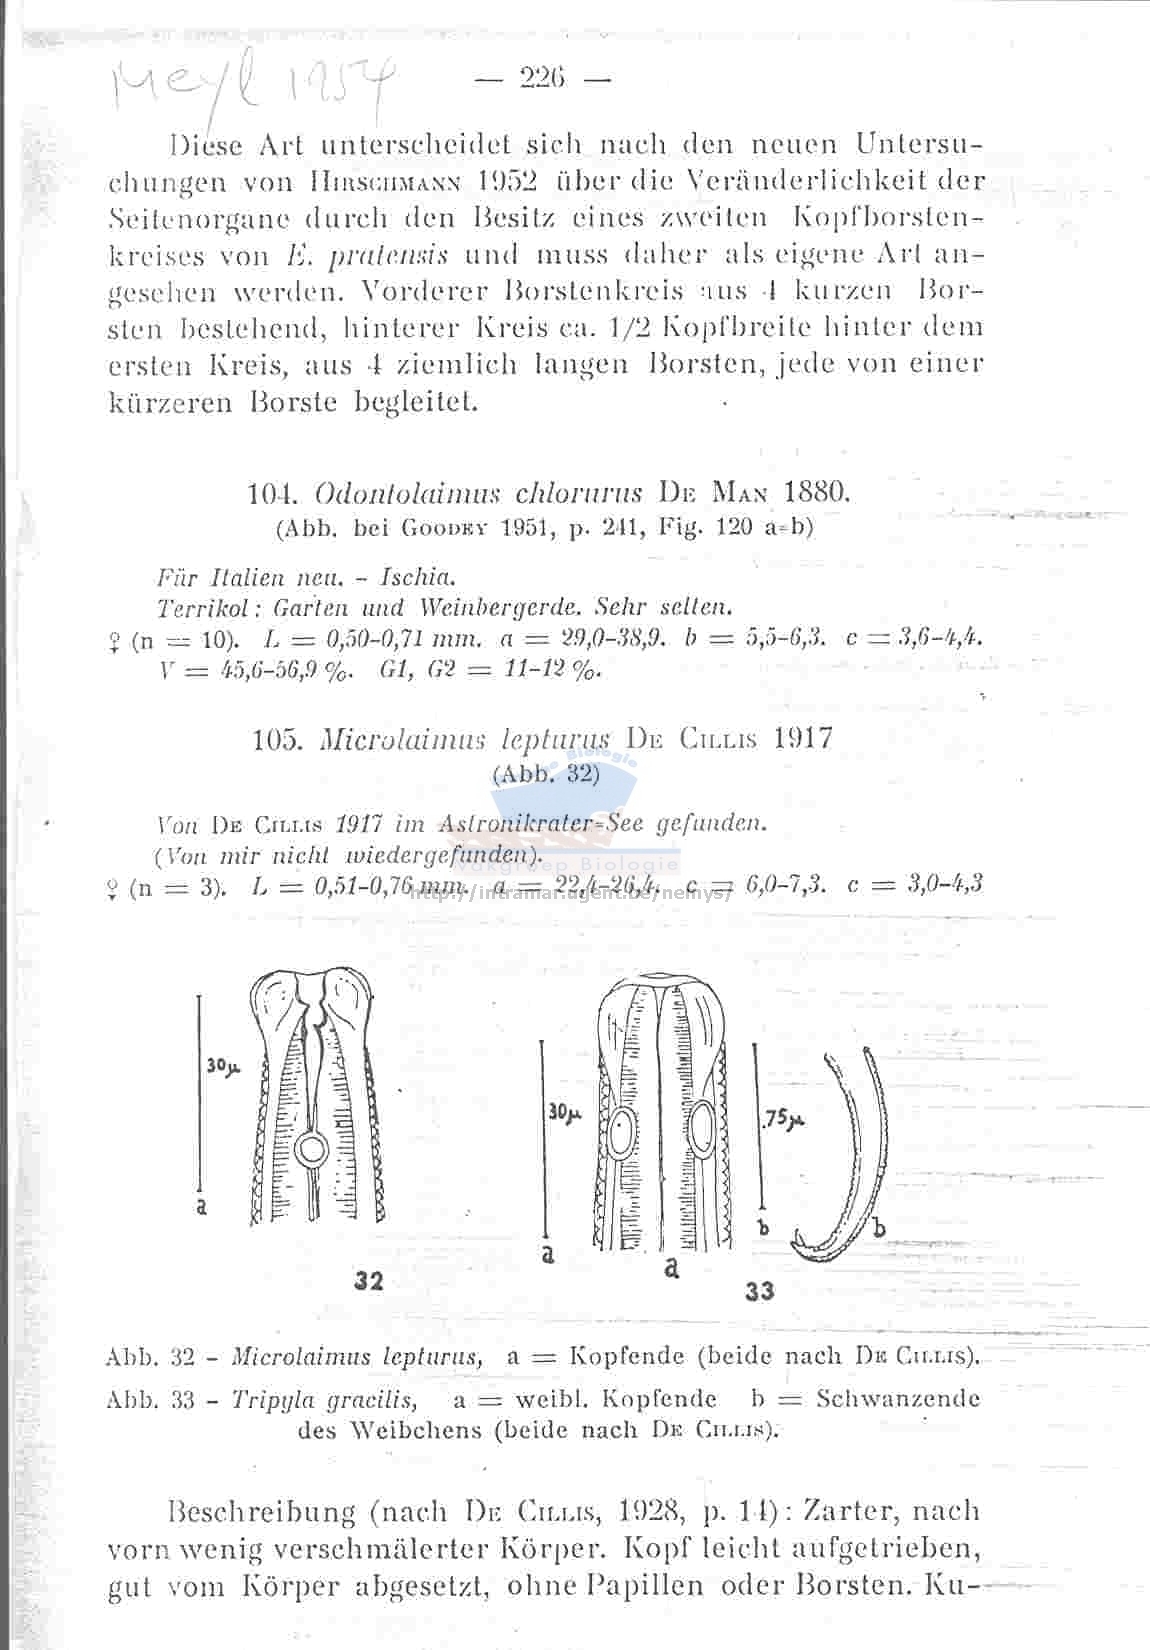 Meyl 1954
— 226 —
Diese Art unterscheidet sich nach den neuen Untersu-
chungen von Hirschmann 1952 über die Veränderlichkeit der
Seitenorgane durch den Besitz eines zweiten Kopfborsten-
kreises von E. pratensis und muss daher als eigene Art an-
gesehen werden. Vorderer Borstenkreis aus 4 kurzen Bor-
sten bestehend, hinterer Kreis ca. 1/2 Kopfbreite hinter dem
ersten Kreis, aus 4 ziemlich langen Borsten, jede von einer
kürzeren Borste begleitet.
104. Odontolaimus chlorurus De Man 1880.
(Abb. bei Goodey 1951, p. 241, Fig. 120 a-b)
Für Italien neu. - Ischia.
Terrikol: Garten und Weinbergerde. Sehr selten.
♀ (n = 10). L = 0,50-0,71 mm. a = 29,0-38,9. b = 5,5-6,3. c = 3,6-4,4.
V = 45,6-56,9 %. G1, G2 = 11-12 %.
105. Microlaimus lepturus De Cillis 1917
(Abb. 32)
Von De Cillis 1917 im Astronikrater-See gefunden.
(Von mir nicht wiedergefunden).
Vakgroep Biologie
♀ (n = 3). L = 0,51-0,76 mm. a = 22,4-26,4. c = 6,0-7,3. c = 3,0-4,3
http://intramar.ugent.be/nemys/
30µ
a
32
30µ
a
a
75µ
b
b
33
Abb. 32 - Microlaimus lepturus, a = Kopfende (beide nach De Cillis).
Abb. 33 - Tripyla gracilis, a = weibl. Kopfende b = Schwanzende
des Weibchens (beide nach De Cillis).
Beschreibung (nach De Cillis, 1928, p. 14): Zarter, nach
vorn wenig verschmälerter Körper. Kopf leicht aufgetrieben,
gut vom Körper abgesetzt, ohne Papillen oder Borsten. Ku-